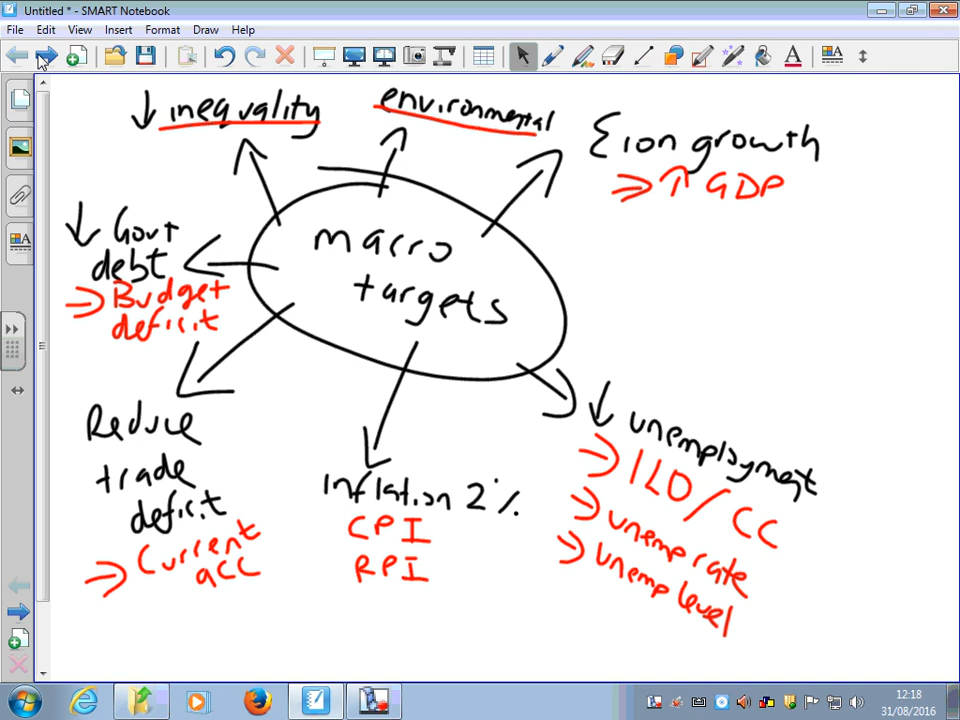 Untitled * - SMART Notebook
File Edit View Insert Format Draw Help
↓ inequality
environmental
Σion growth
⇒ ↑ GDP
↓ Govt
debt
⇒ Budget
deficit
macro
targets
Reduce
trade
deficit
⇒ Current
acc
Inflation 2%
CPI
RPI
↓ unemployment
⇒ ILO/CC
⇒ unemp rate
⇒ unemp level
12:18
31/08/2016